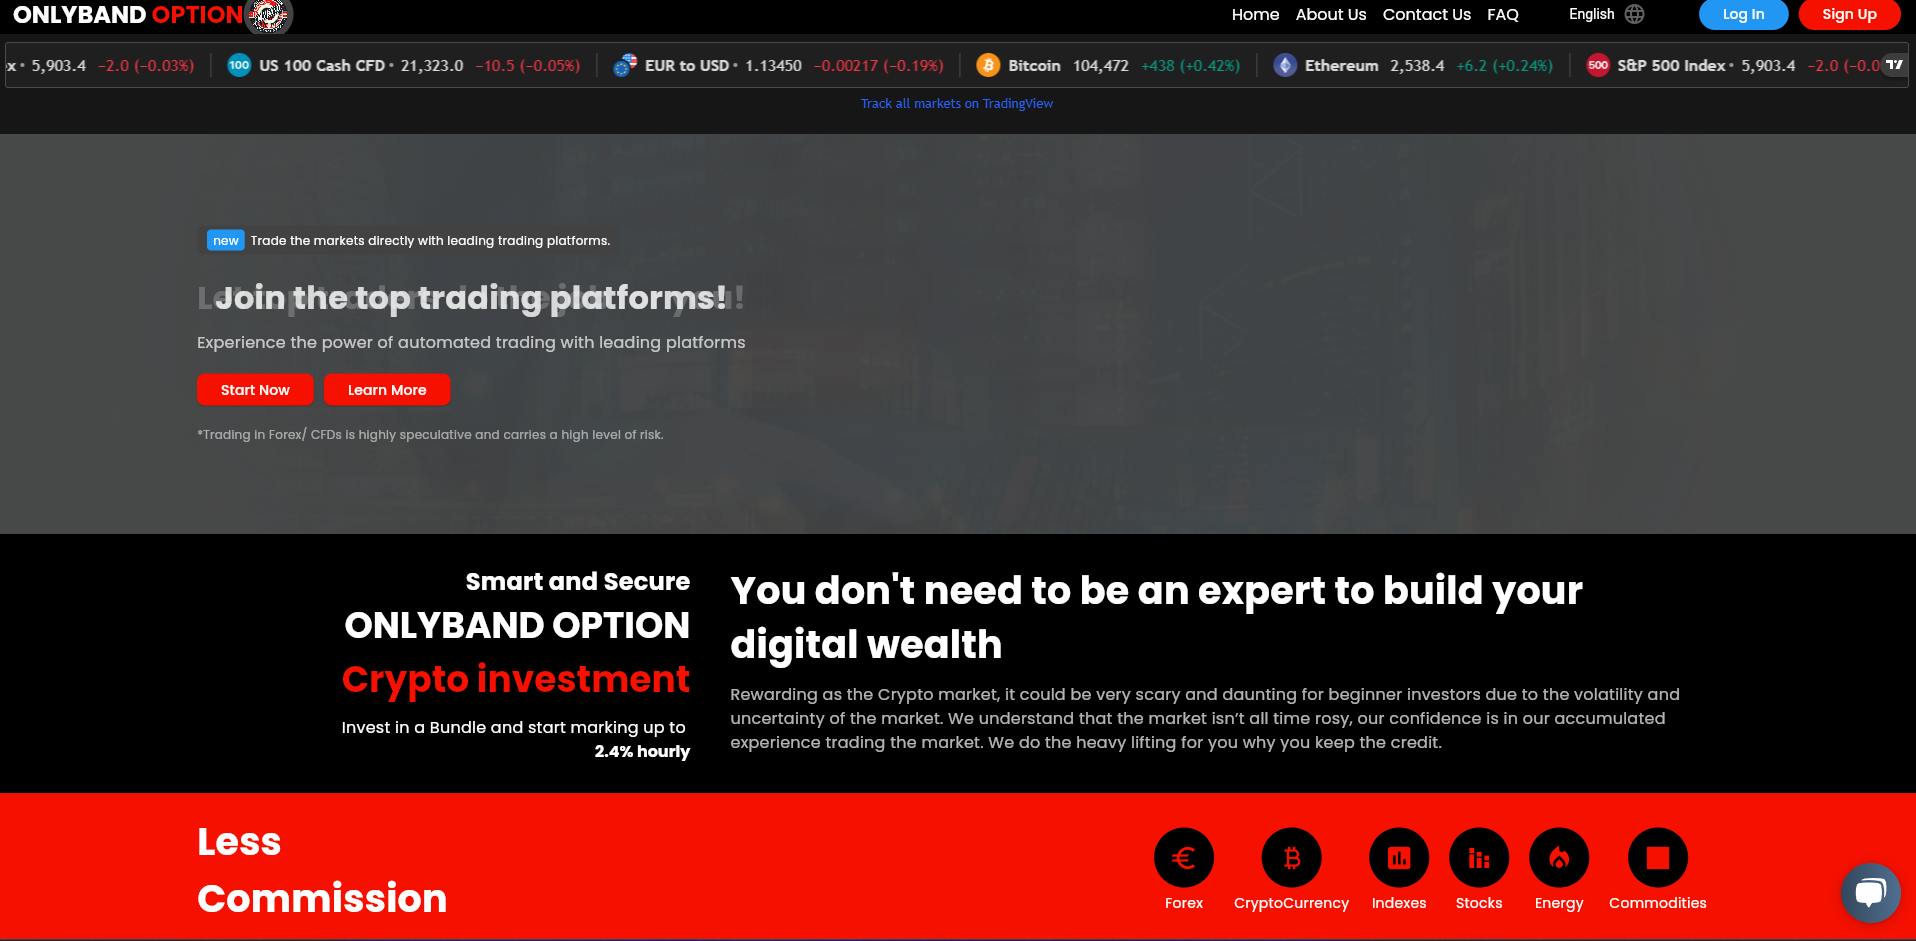 ONLYBAND OPTION
Home About Us Contact Us FAQ English Log In Sign Up
x • 5,903.4 −2.0 (−0.03%) 100 US 100 Cash CFD • 21,323.0 −10.5 (−0.05%) EUR to USD • 1.13450 −0.00217 (−0.19%) Bitcoin 104,472 +438 (+0.42%) Ethereum 2,538.4 +6.2 (+0.24%) 500 S&P 500 Index • 5,903.4 −2.0 (−0.0
Track all markets on TradingView
new Trade the markets directly with leading trading platforms.
Join the top trading platforms!
Experience the power of automated trading with leading platforms
Start Now Learn More
*Trading in Forex/ CFDs is highly speculative and carries a high level of risk.
Smart and Secure
ONLYBAND OPTION
Crypto investment
Invest in a Bundle and start marking up to
2.4% hourly
You don't need to be an expert to build your
digital wealth
Rewarding as the Crypto market, it could be very scary and daunting for beginner investors due to the volatility and
uncertainty of the market. We understand that the market isn’t all time rosy, our confidence is in our accumulated
experience trading the market. We do the heavy lifting for you why you keep the credit.
Less
Commission
Forex CryptoCurrency Indexes Stocks Energy Commodities